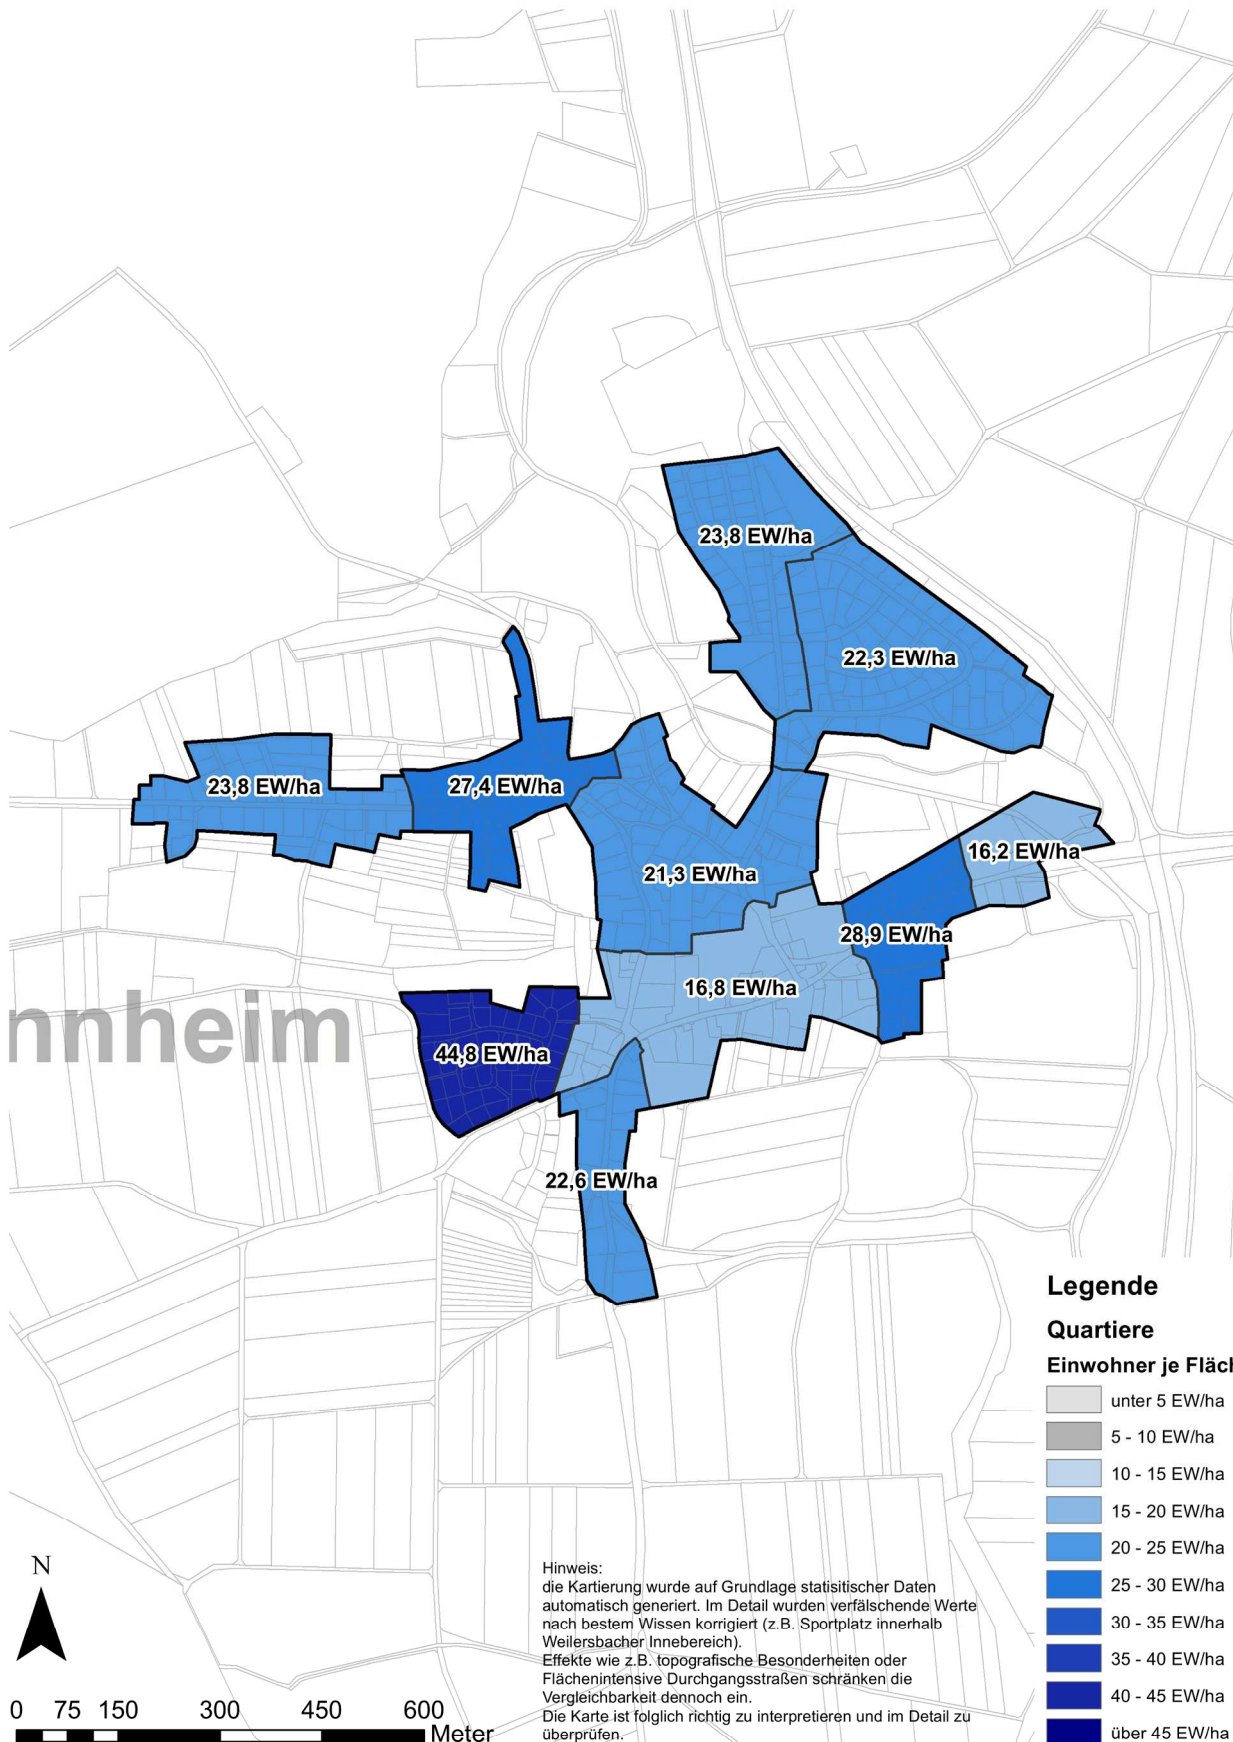 23,8 EW/ha
22,3 EW/ha
23,8 EW/ha
27,4 EW/ha
16,2 EW/ha
21,3 EW/ha
28,9 EW/ha
16,8 EW/ha
nnheim
44,8 EW/ha
22,6 EW/ha
Legende
Quartiere
Einwohner je Fläch
unter 5 EW/ha
5 - 10 EW/ha
10 - 15 EW/ha
15 - 20 EW/ha
20 - 25 EW/ha
25 - 30 EW/ha
30 - 35 EW/ha
35 - 40 EW/ha
40 - 45 EW/ha
über 45 EW/ha
N
0 75 150 300 450 600
Meter
Hinweis:
die Kartierung wurde auf Grundlage statisitischer Daten
automatisch generiert. Im Detail wurden verfälschende Werte
nach bestem Wissen korrigiert (z.B. Sportplatz innerhalb
Weilersbacher Innebereich).
Effekte wie z.B. topografische Besonderheiten oder
Flächenintensive Durchgangsstraßen schränken die
Vergleichbarkeit dennoch ein.
Die Karte ist folglich richtig zu interpretieren und im Detail zu
überprüfen.